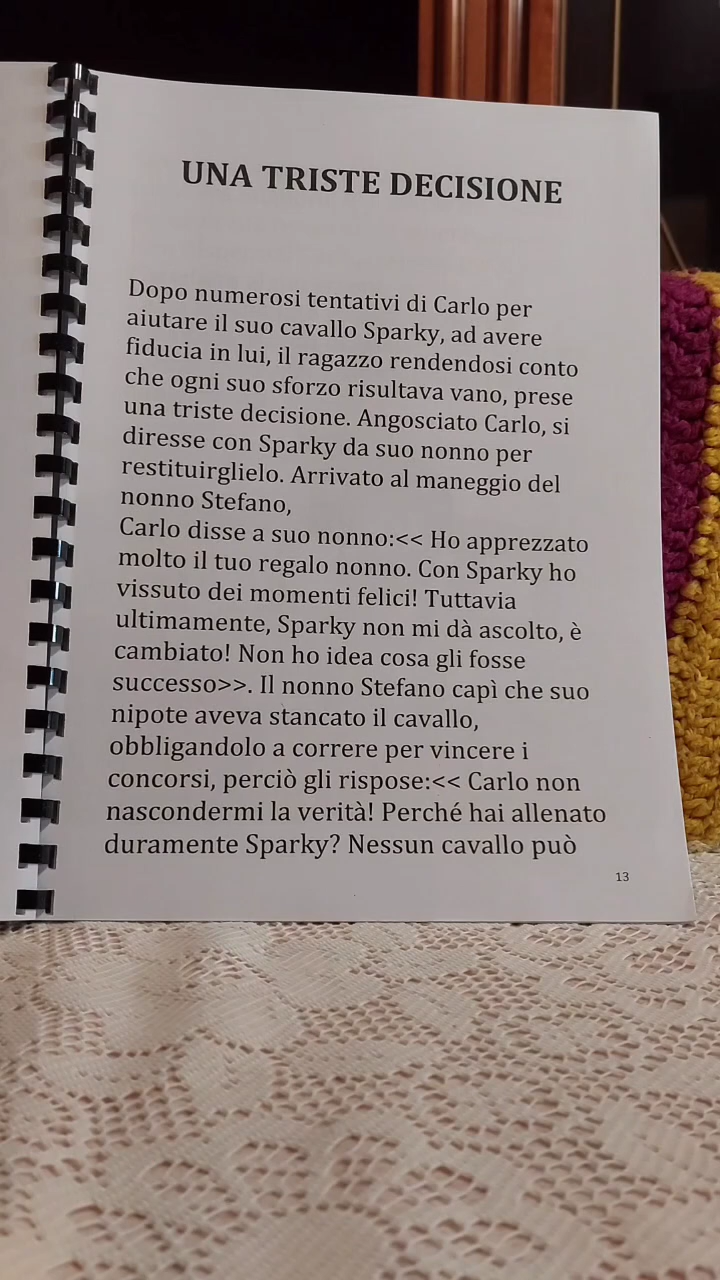 UNA TRISTE DECISIONE
Dopo numerosi tentativi di Carlo per
aiutare il suo cavallo Sparky, ad avere
fiducia in lui, il ragazzo rendendosi conto
che ogni suo sforzo risultava vano, prese
una triste decisione. Angosciato Carlo, si
diresse con Sparky da suo nonno per
restituirglielo. Arrivato al maneggio del
nonno Stefano,
Carlo disse a suo nonno:<< Ho apprezzato
molto il tuo regalo nonno. Con Sparky ho
vissuto dei momenti felici! Tuttavia
ultimamente, Sparky non mi dà ascolto, è
cambiato! Non ho idea cosa gli fosse
successo>>. Il nonno Stefano capì che suo
nipote aveva stancato il cavallo,
obbligandolo a correre per vincere i
concorsi, perciò gli rispose:<< Carlo non
nascondermi la verità! Perché hai allenato
duramente Sparky? Nessun cavallo può
13